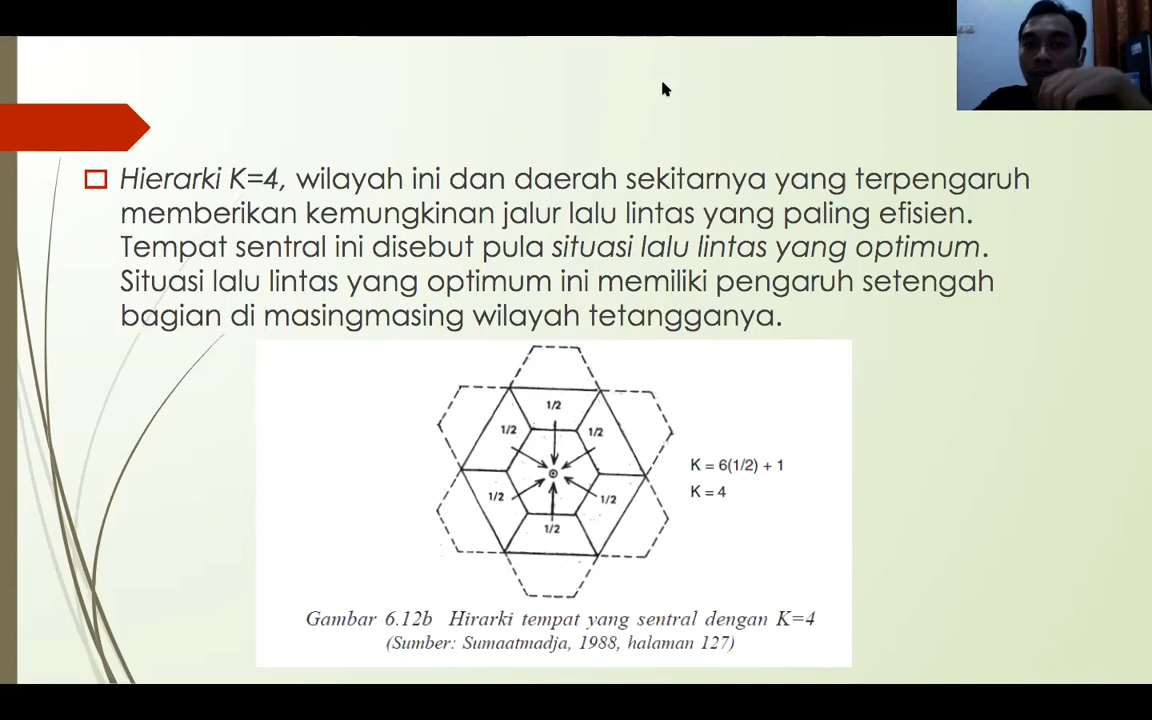 Hierarki K=4, wilayah ini dan daerah sekitarnya yang terpengaruh
memberikan kemungkinan jalur lalu lintas yang paling efisien.
Tempat sentral ini disebut pula situasi lalu lintas yang optimum.
Situasi lalu lintas yang optimum ini memiliki pengaruh setengah
bagian di masingmasing wilayah tetangganya.
1/2
1/2
1/2
K = 6(1/2) + 1
K = 4
1/2
1/2
1/2
Gambar 6.12b Hirarki tempat yang sentral dengan K=4
(Sumber: Sumaatmadja, 1988, halaman 127)